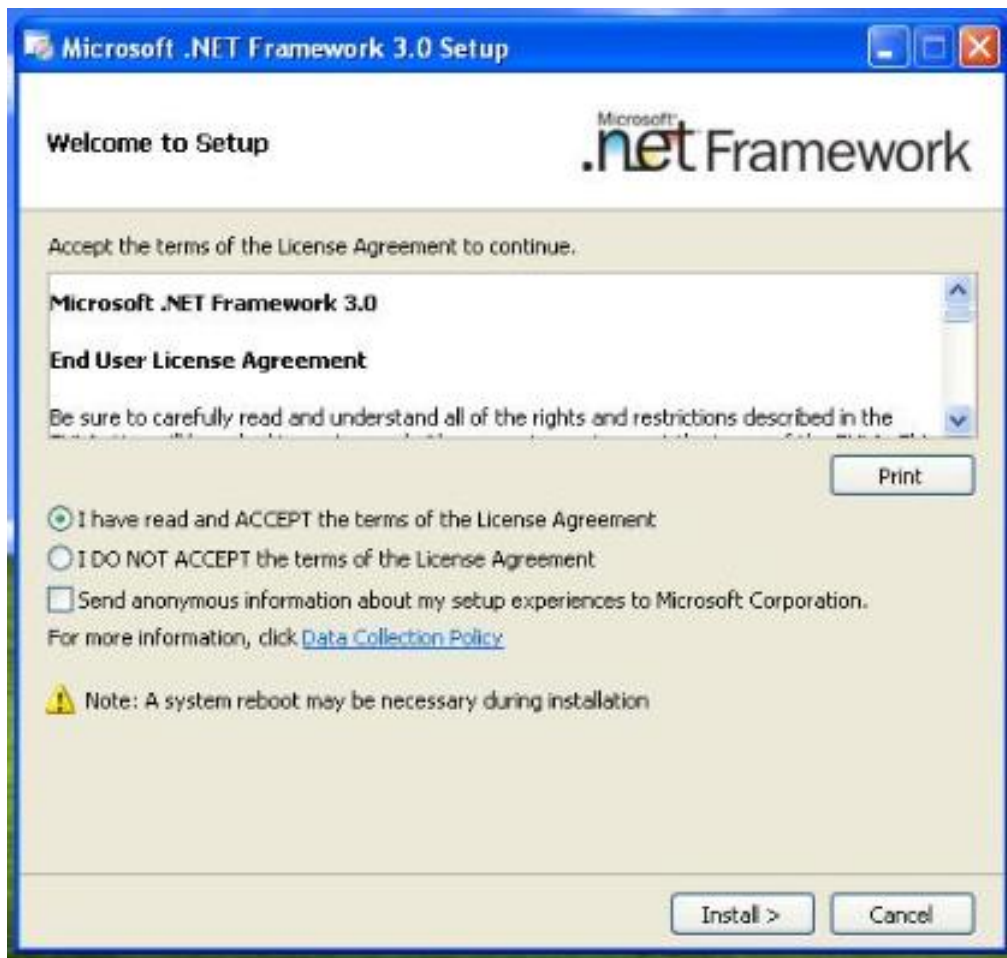 Microsoft .NET Framework 3.0 Setup
Welcome to Setup
Microsoft
.net Framework
Accept the terms of the License Agreement to continue.
Microsoft .NET Framework 3.0
End User License Agreement
Be sure to carefully read and understand all of the rights and restrictions described in the
Print
I have read and ACCEPT the terms of the License Agreement
I DO NOT ACCEPT the terms of the License Agreement
Send anonymous information about my setup experiences to Microsoft Corporation.
For more information, click Data Collection Policy
Note: A system reboot may be necessary during installation
Install >
Cancel